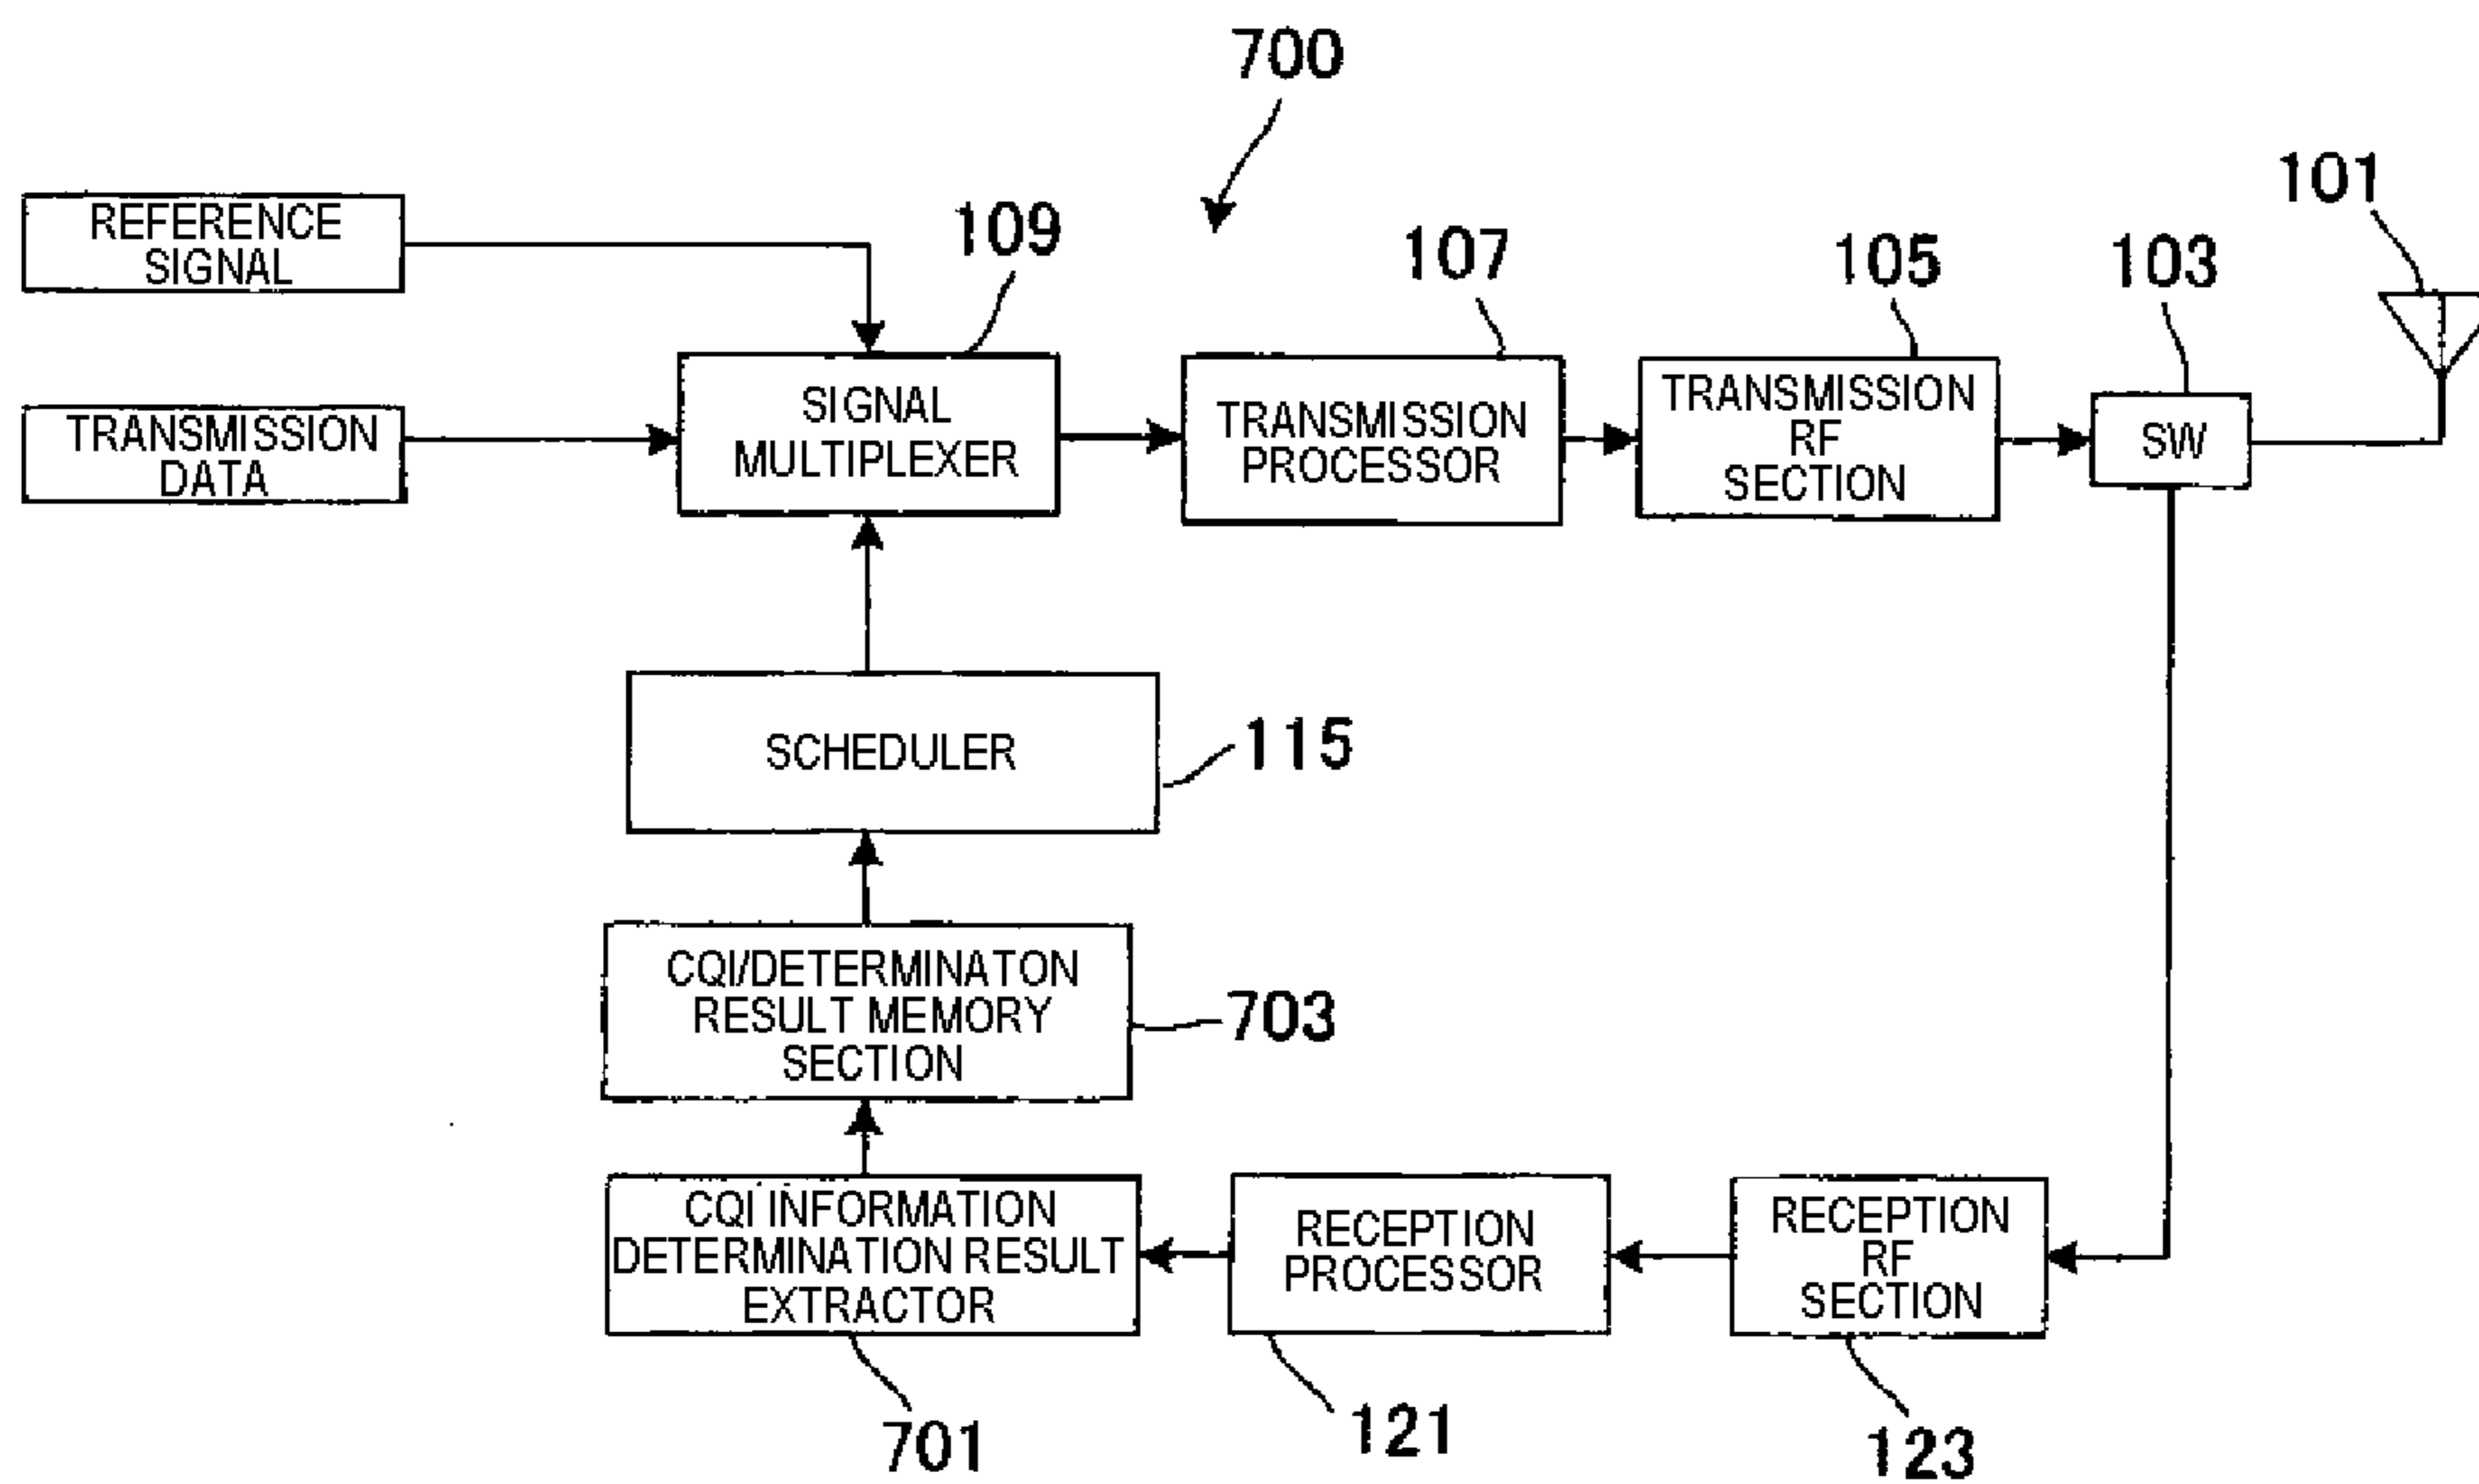 700
101
REFERENCE
SIGNAL
109
107
105
103
TRANSMISSION
DATA
SIGNAL
MULTIPLEXER
TRANSMISSION
PROCESSOR
TRANSMISSION
RF
SECTION
SW
SCHEDULER
115
CQI/DETERMINATON
RESULT MEMORY
SECTION
703
CQI INFORMATION
DETERMINATION RESULT
EXTRACTOR
RECEPTION
PROCESSOR
RECEPTION
RF
SECTION
701
121
123